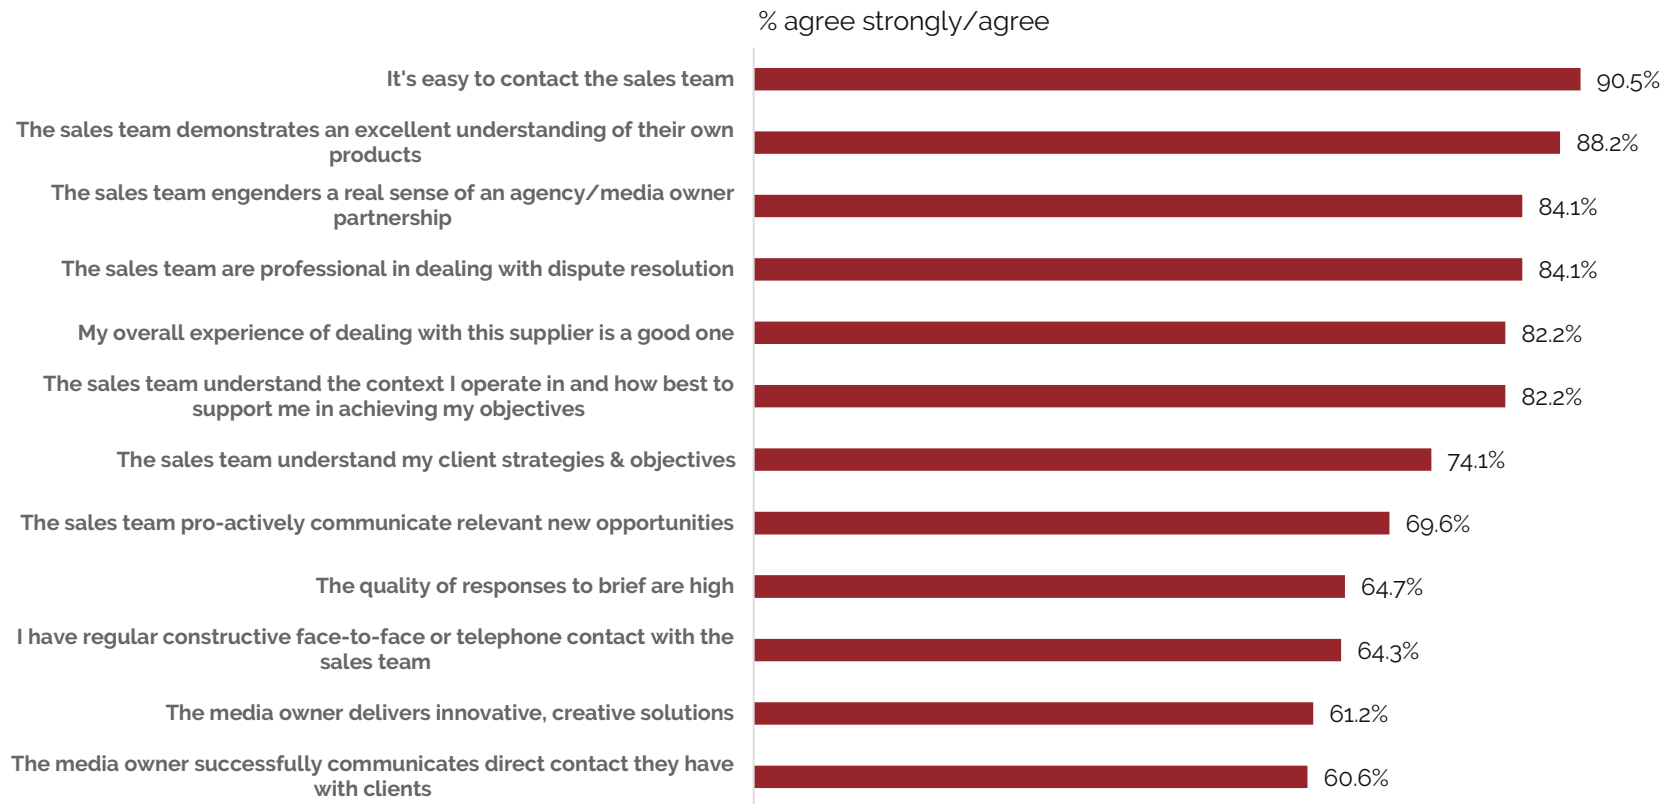 % agree strongly/agree
It's easy to contact the sales team
90.5%
The sales team demonstrates an excellent understanding of their own
products
88.2%
The sales team engenders a real sense of an agency/media owner
partnership
84.1%
The sales team are professional in dealing with dispute resolution
84.1%
My overall experience of dealing with this supplier is a good one
82.2%
The sales team understand the context I operate in and how best to
support me in achieving my objectives
82.2%
The sales team understand my client strategies & objectives
74.1%
The sales team pro-actively communicate relevant new opportunities
69.6%
The quality of responses to brief are high
64.7%
I have regular constructive face-to-face or telephone contact with the
sales team
64.3%
The media owner delivers innovative, creative solutions
61.2%
The media owner successfully communicates direct contact they have
with clients
60.6%